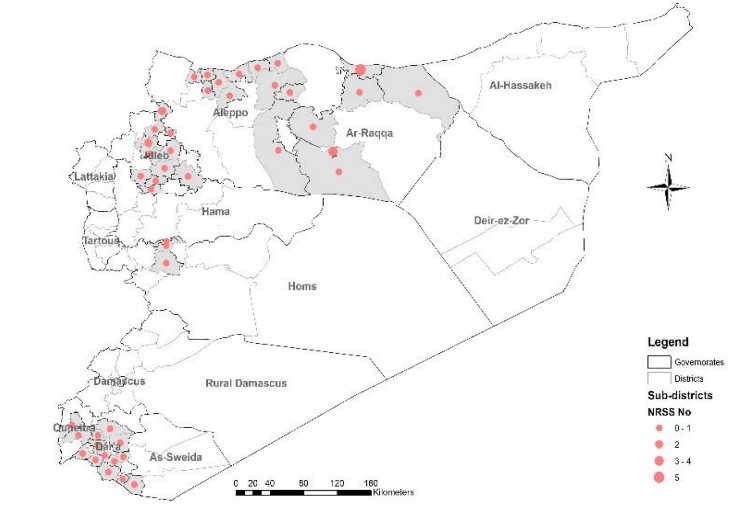 Al-Hassakeh
Aleppo
Ar-Raqqa
Idleb
Lattakia
Hama
Deir-ez-Zor
Tartous
Homs
Damascus
Rural Damascus
Quneitra
Dar'a
As-Sweida
N
Legend
Governorates
Districts
Sub-districts
NRSS No
0 - 1
2
3 - 4
5
0 20 40 80 120 160
Kilometers